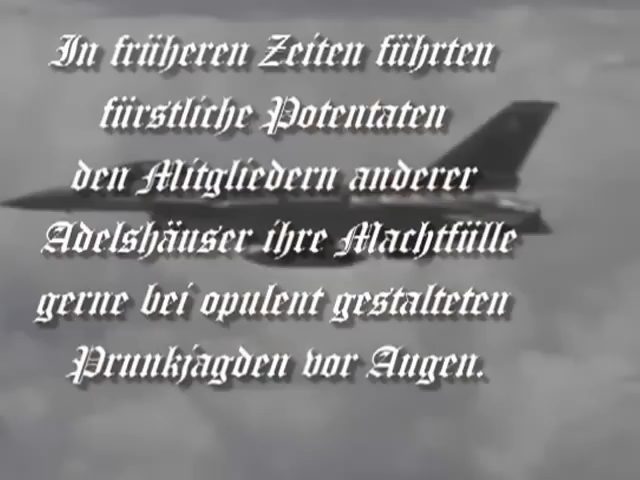 In früheren Zeiten führten
fürstliche Potentaten
den Mitgliedern anderer
Adelshäuser ihre Machtfülle
gerne bei opulent gestalteten
Prunkjagden vor Augen.